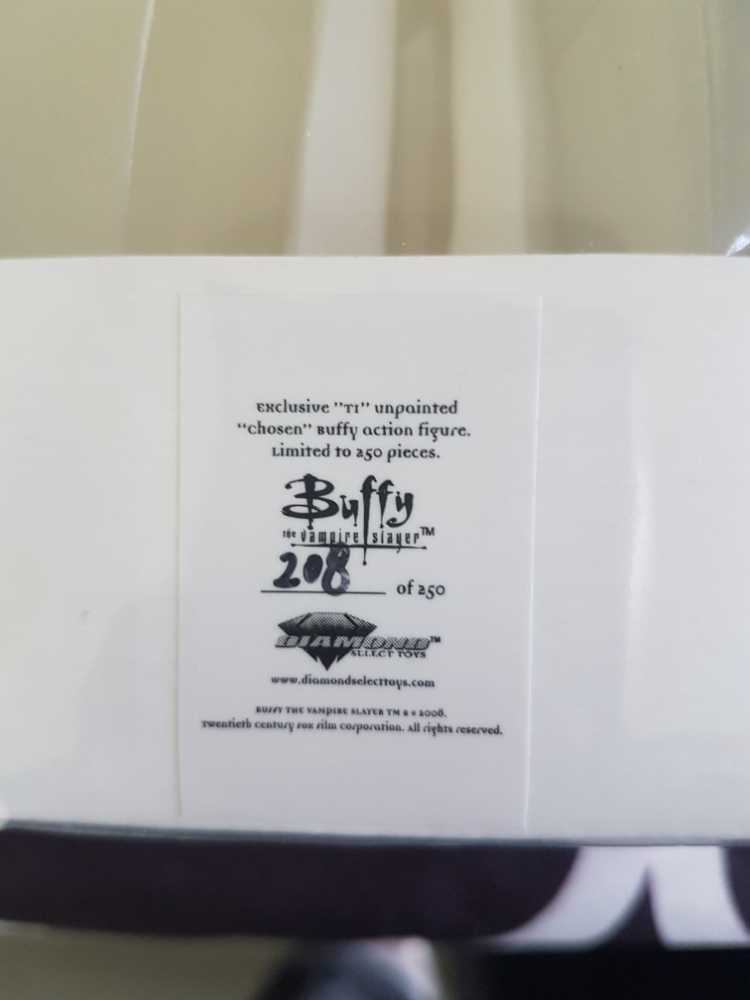 Exclusive "TI" unpainted
"Chosen" Buffy action figure.
Limited to 250 pieces.
Buffy
the vampire slayer™
208 of 250
DIAMOND™
SELECT TOYS
www.diamondselecttoys.com
BUFFY THE VAMPIRE SLAYER TM & © 2008.
Twentieth Century Fox Film Corporation. All rights reserved.